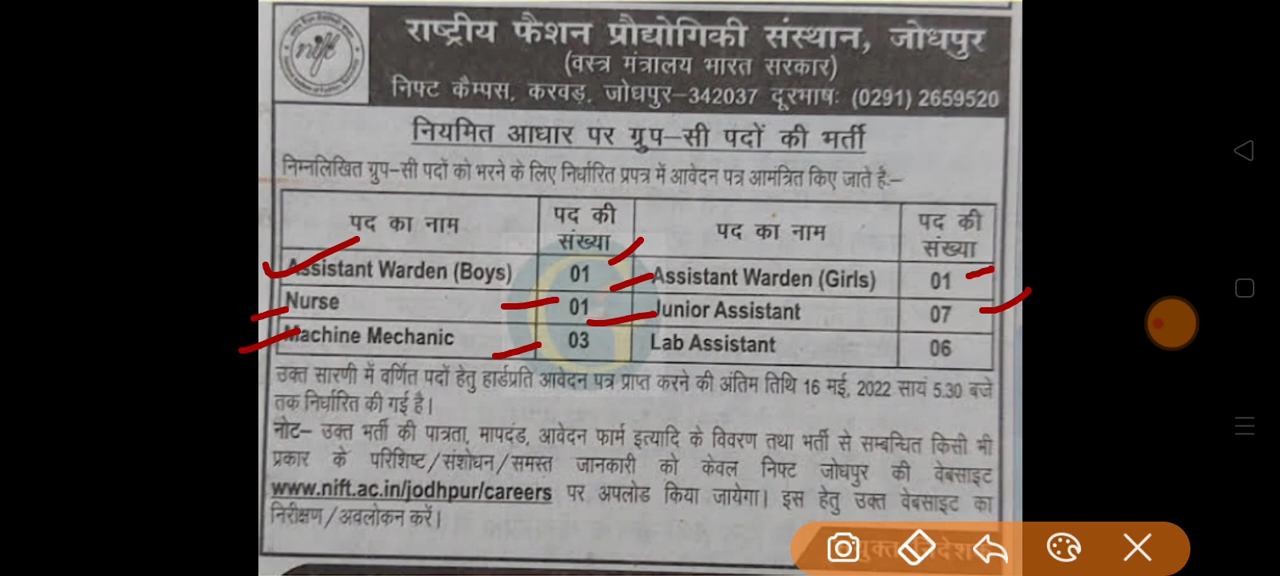 nift
राष्ट्रीय फैशन प्रौद्योगिकी संस्थान, जोधपुर
(वस्त्र मंत्रालय भारत सरकार)
निफ्ट कैम्पस, करवड़, जोधपुर–342037 दूरभाषः (0291) 2659520
नियमित आधार पर ग्रुप–सी पदों की भर्ती
निम्नलिखित ग्रुप–सी पदों को भरने के लिए निर्धारित प्रपत्र में आवेदन पत्र आमंत्रित किए जाते है:–
पद का नाम पद की संख्या पद का नाम पद की संख्या
Assistant Warden (Boys) 01 Assistant Warden (Girls) 01
Nurse 01 Junior Assistant 07
Machine Mechanic 03 Lab Assistant 06
उक्त सारणी में वर्णित पदों हेतु हार्डप्रति आवेदन पत्र प्राप्त करने की अंतिम तिथि 16 मई, 2022 सायं 5.30 बजे
तक निर्धारित की गई है।
नोट– उक्त भर्ती की पात्रता, मापदंड, आवेदन फार्म इत्यादि के विवरण तथा भर्ती से सम्बन्धित किसी भी
प्रकार के परिशिष्ट/संशोधन/समस्त जानकारी को केवल निफ्ट जोधपुर की वेबसाइट
www.nift.ac.in/jodhpur/careers पर अपलोड किया जायेगा। इस हेतु उक्त वेबसाइट का
निरीक्षण/अवलोकन करें।